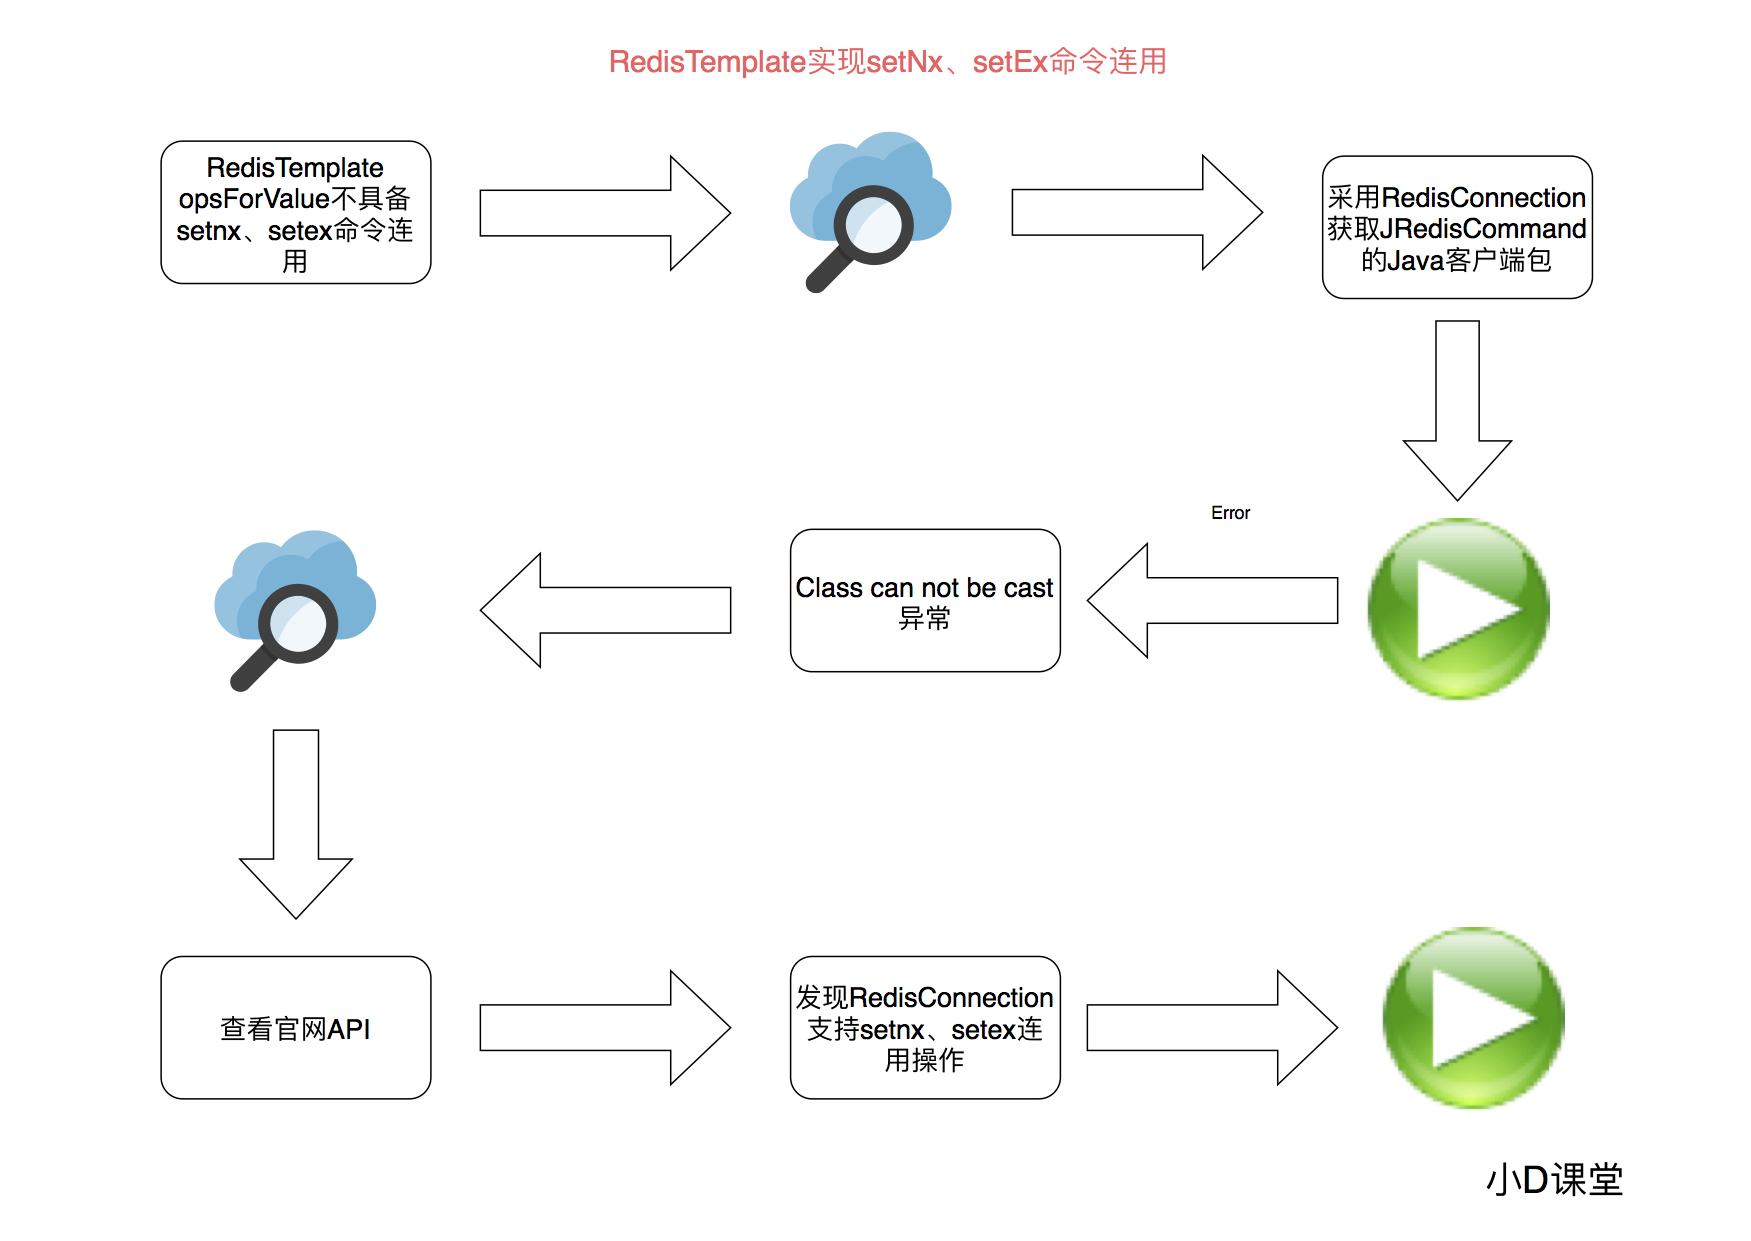 RedisTemplate实现setNx、setEx命令连用
RedisTemplate
opsForValue不具备
setnx、setex命令连
用
采用RedisConnection
获取JRedisCommand
的Java客户端包
Error
Class can not be cast
异常
查看官网API
发现RedisConnection
支持setnx、setex连
用操作
小D课堂